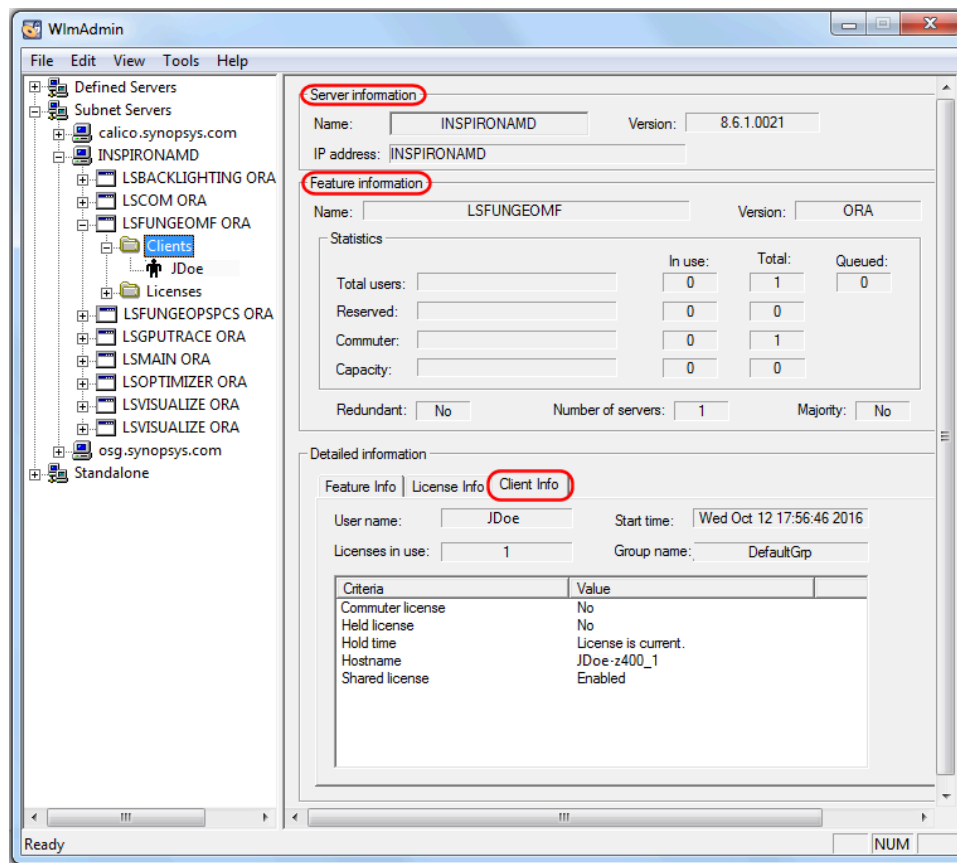 WlmAdmin
File Edit View Tools Help
Defined Servers
Subnet Servers
calico.synopsys.com
INSPIRONAMD
LSBACKLIGHTING ORA
LSCOM ORA
LSFUNGEOMF ORA
Clients
JDoe
Licenses
LSFUNGEOPSPCS ORA
LSGPUTRACE ORA
LSMAIN ORA
LSOPTIMIZER ORA
LSVISUALIZE ORA
LSVISUALIZE ORA
osg.synopsys.com
Standalone
Server information
Name: INSPIRONAMD Version: 8.6.1.0021
IP address: INSPIRONAMD
Feature information
Name: LSFUNGEOMF Version: ORA
Statistics
In use: Total: Queued:
Total users: 0 1 0
Reserved: 0 0
Commuter: 0 1
Capacity: 0 0
Redundant: No Number of servers: 1 Majority: No
Detailed information
Feature Info License Info Client Info
User name: JDoe Start time: Wed Oct 12 17:56:46 2016
Licenses in use: 1 Group name: DefaultGrp
Criteria Value
Commuter license No
Held license No
Hold time License is current.
Hostname JDoe-z400_1
Shared license Enabled
Ready NUM